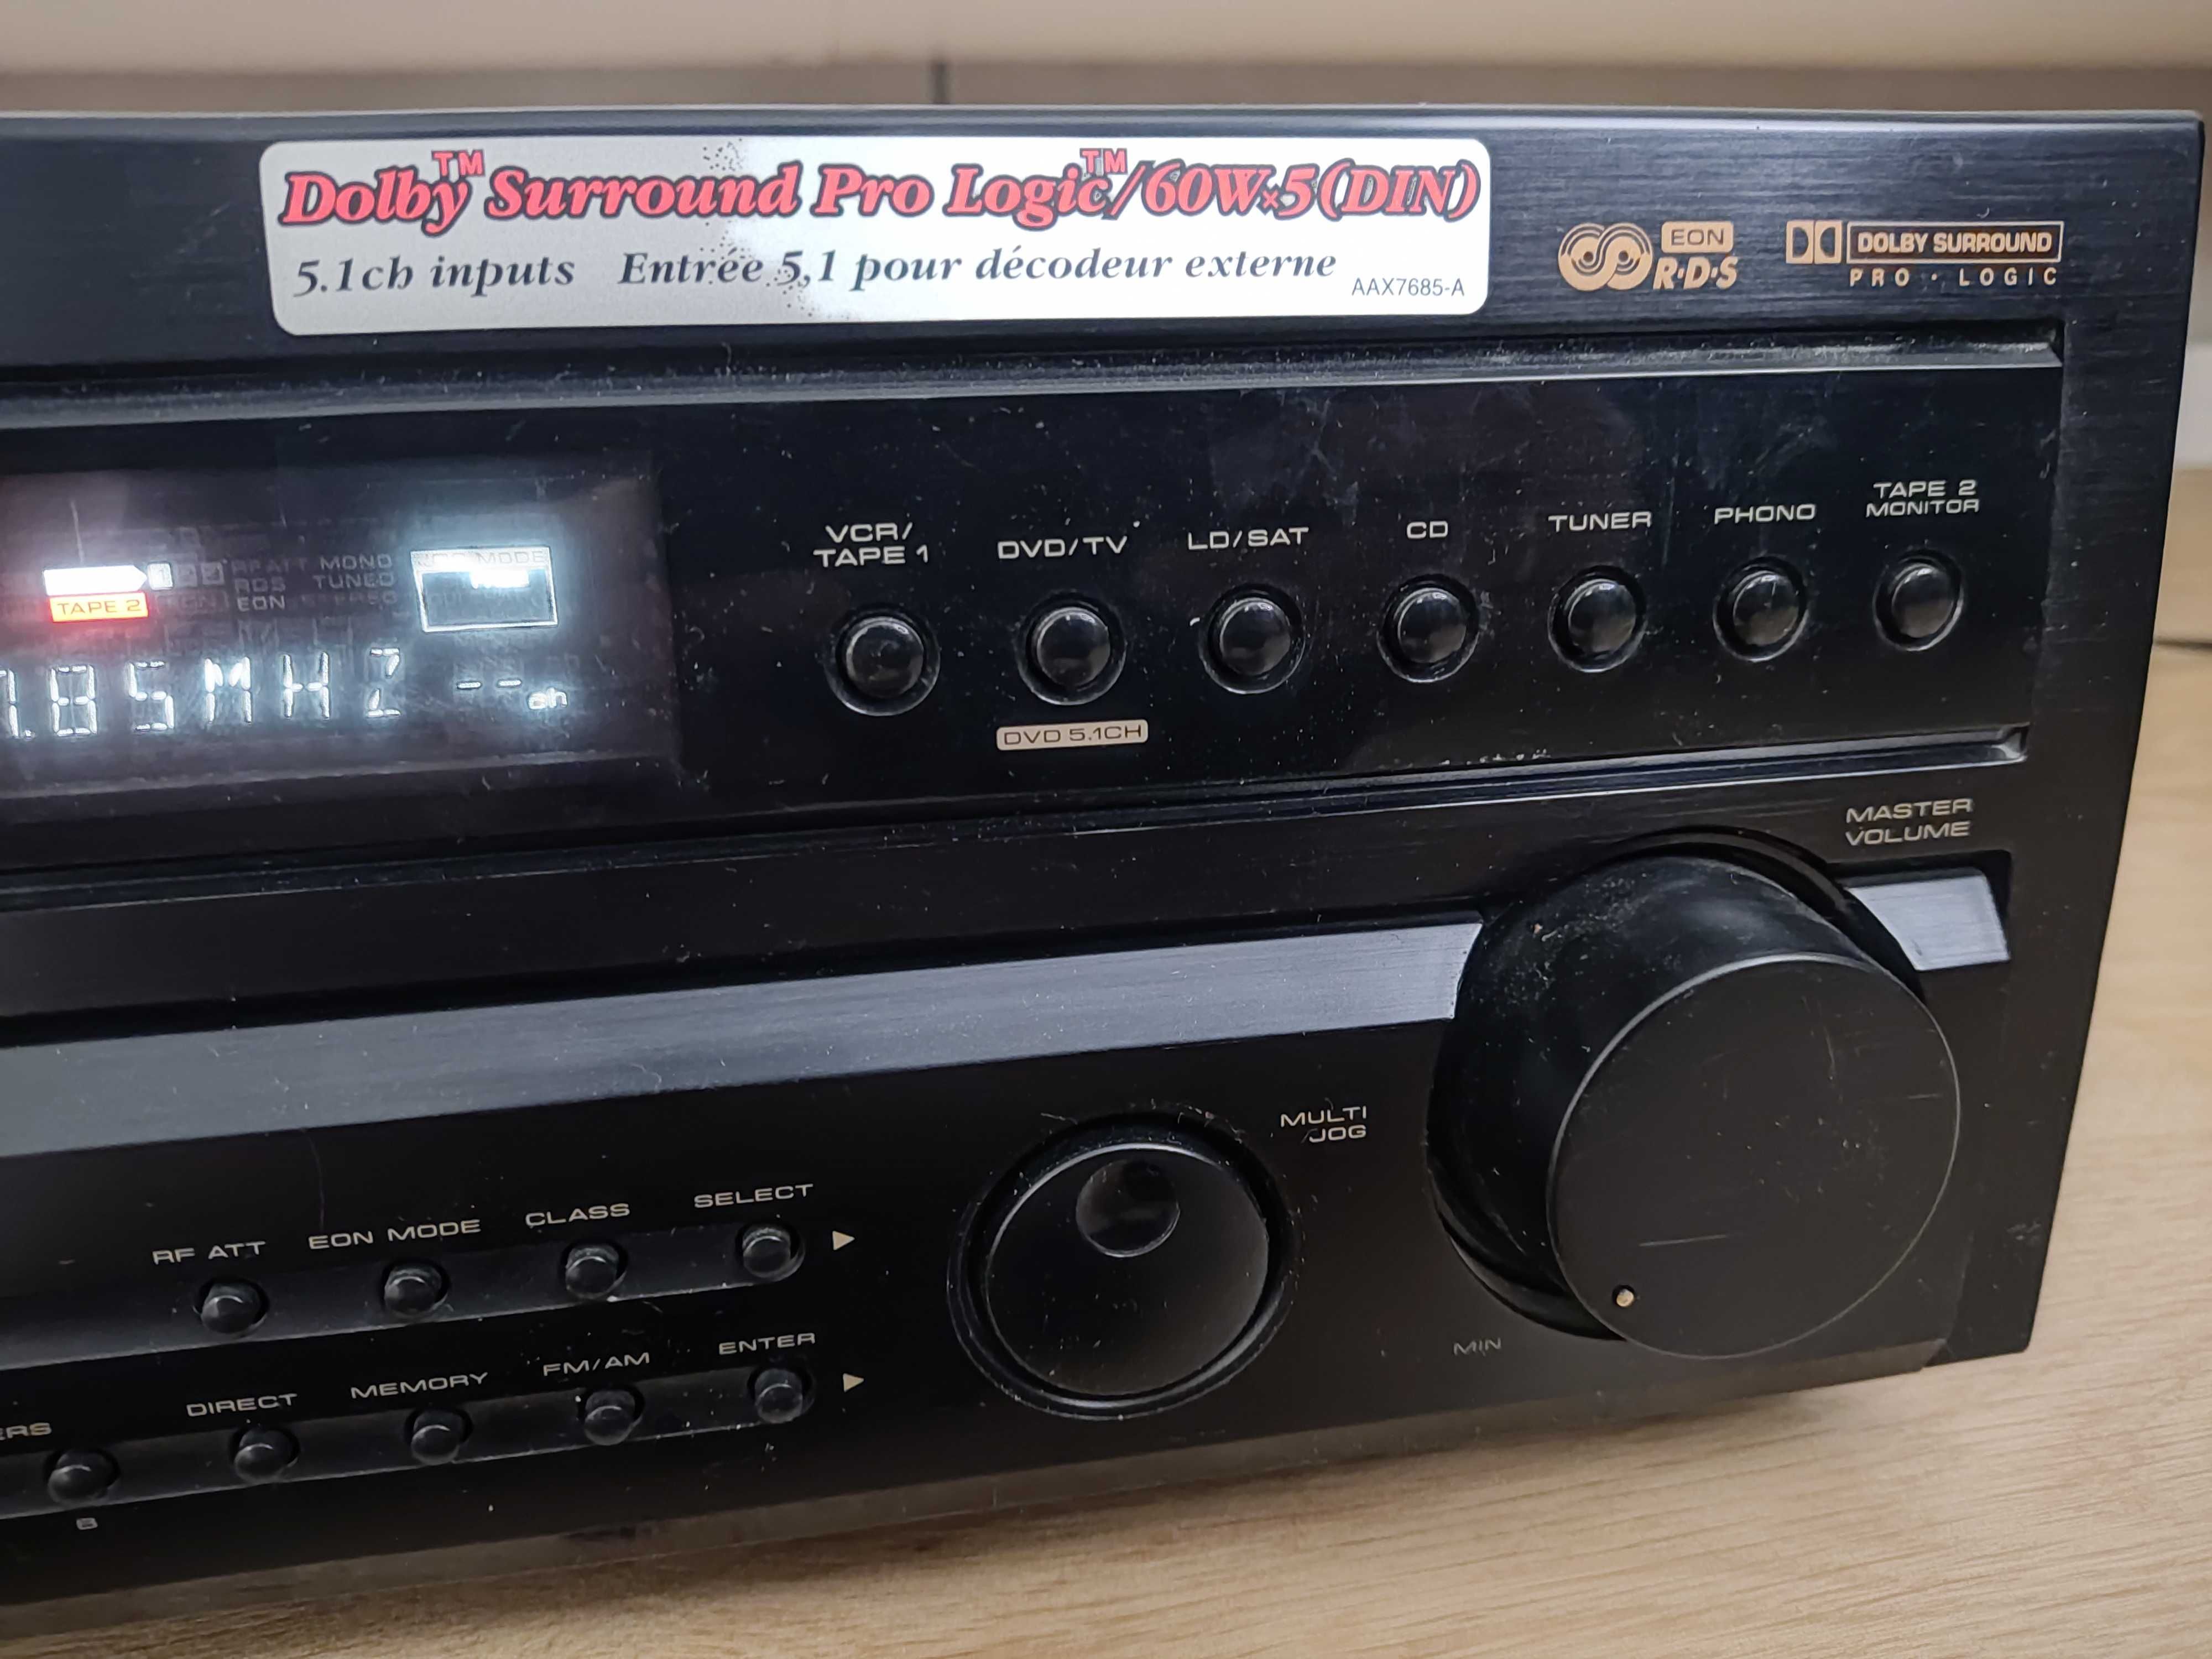 Dolby™ Surround Pro Logic™/60W×5(DIN)
5.1ch inputs Entrée 5,1 pour décodeur externe AAX7685-A
EON
R·D·S
DOLBY SURROUND
PRO·LOGIC
VCR/
TAPE 1
DVD/TV
LD/SAT
CD
TUNER
PHONO
TAPE 2
MONITOR
RF ATT MONO
RDS TUNED
TAPE 2
EON
MODE
.85MHZ --ch
DVD 5.1CH
MASTER
VOLUME
MULTI
JOG
RF ATT
EON MODE
CLASS
SELECT
DIRECT
MEMORY
FM/AM
ENTER
MIN
B